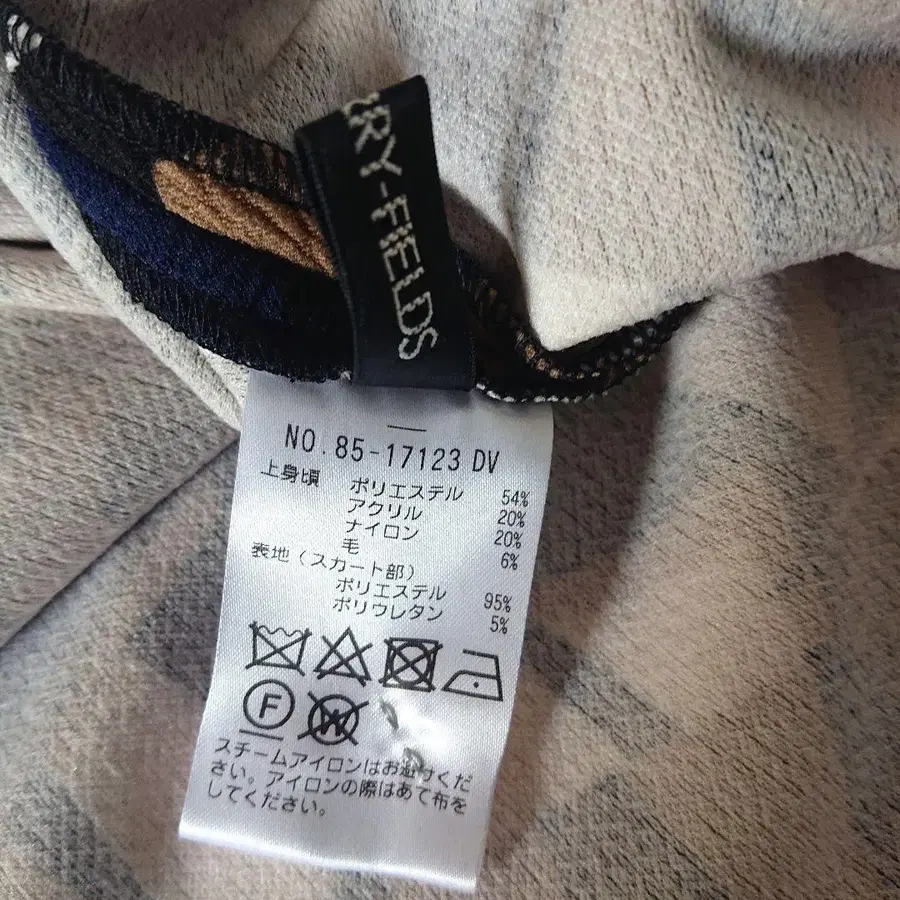 RRY-FIELDS
NO. 85-17123 DV
上身頃 ポリエステル 54%
アクリル 20%
ナイロン 20%
毛 6%
表地(スカート部)
ポリエステル 95%
ポリウレタン 5%
F W
スチームアイロンはお避けくだ
さい。アイロンの際はあて布を
してください。